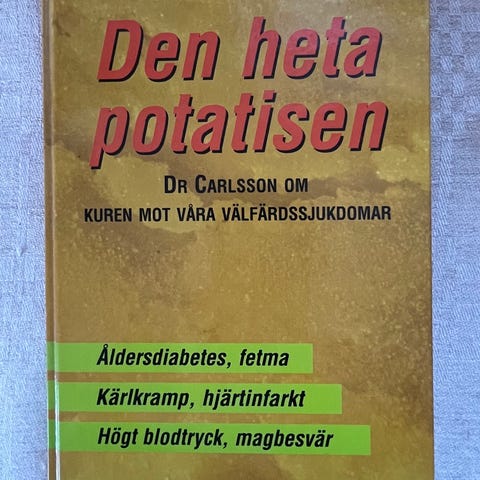 Den heta
potatisen
DR CARLSSON OM
KUREN MOT VÅRA VÄLFÄRDSSJUKDOMAR
Åldersdiabetes, fetma
Kärlkramp, hjärtinfarkt
Högt blodtryck, magbesvär